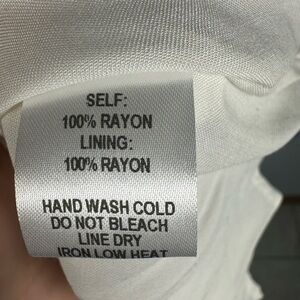 SELF:
100% RAYON
LINING:
100% RAYON
HAND WASH COLD
DO NOT BLEACH
LINE DRY
IRON LOW HEAT